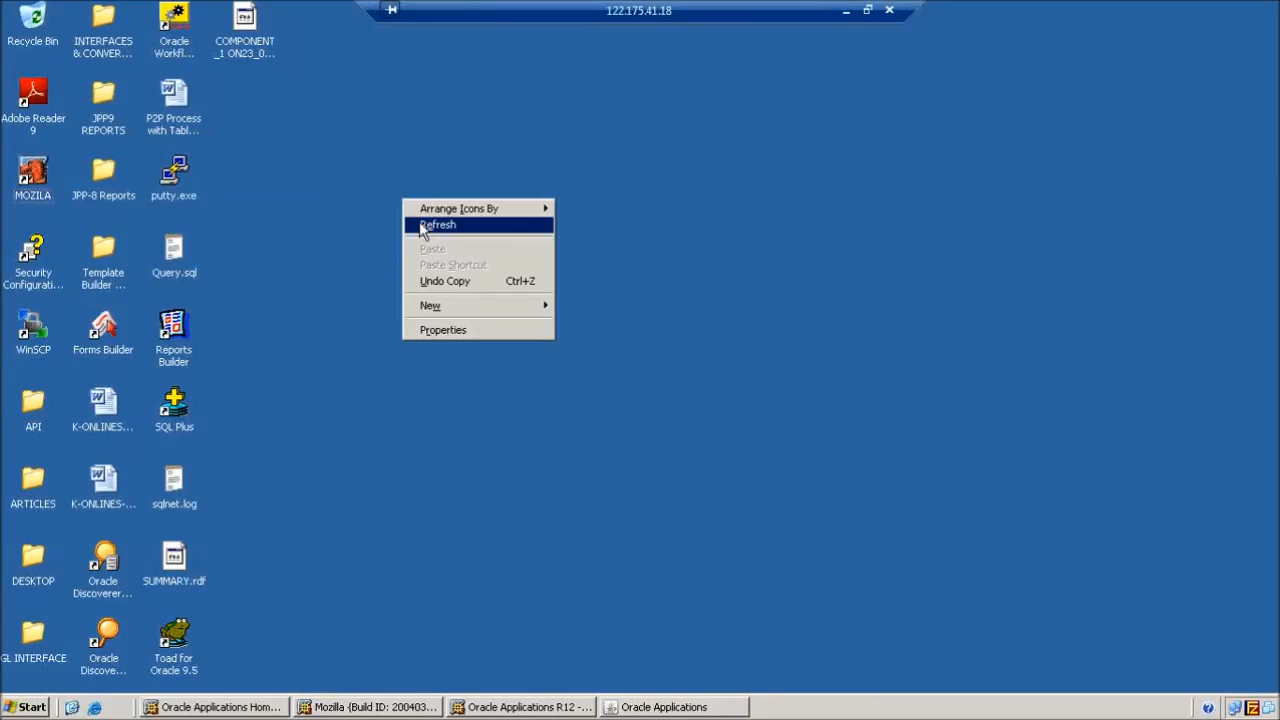 122.175.41.18
Recycle Bin
INTERFACES
& CONVER...
Oracle
Workfl...
COMPONENT
_1 ON23_0...
Adobe Reader
9
JPP9
REPORTS
P2P Process
with Tabl...
MOZILA
JPP-8 Reports
putty.exe
Security
Configurati...
Template
Builder ...
Query.sql
WinSCP
Forms Builder
Reports
Builder
API
K-ONLINES...
SQL Plus
ARTICLES
K-ONLINES-...
sqlnet.log
DESKTOP
Oracle
Discoverer...
SUMMARY.rdf
GL INTERFACE
Oracle
Discove...
Toad for
Oracle 9.5
Arrange Icons By
Refresh
Paste
Paste Shortcut
Undo Copy Ctrl+Z
New
Properties
Start
Oracle Applications Hom...
Mozilla {Build ID: 200403...
Oracle Applications R12 -...
Oracle Applications